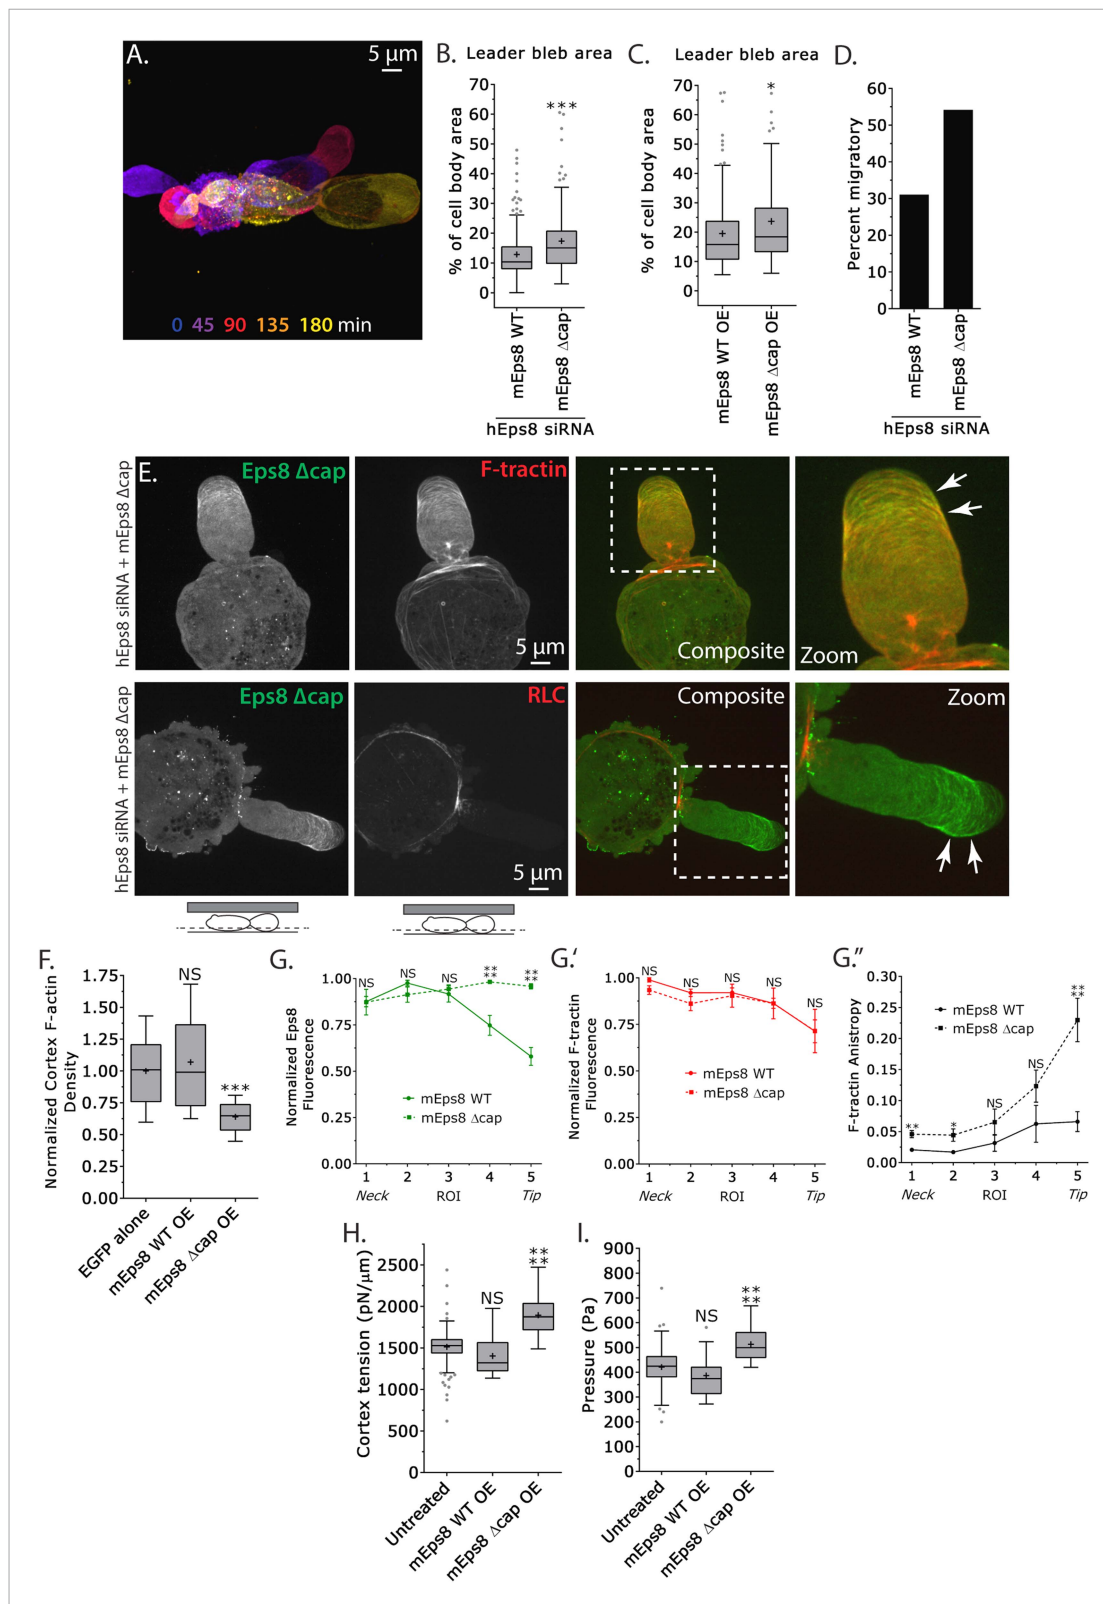 A.
5 µm
0 45 90 135 180 min
B.
Leader bleb area
% of cell body area
70
60
50
40
30
20
10
0
***
mEps8 WT
mEps8 Δcap
hEps8 siRNA
C.
Leader bleb area
% of cell body area
70
60
50
40
30
20
10
0
*
mEps8 WT OE
mEps8 Δcap OE
D.
Percent migratory
60
50
40
30
20
10
0
mEps8 WT
mEps8 Δcap
hEps8 siRNA
E.
hEps8 siRNA + mEps8 Δcap
Eps8 Δcap
F-tractin
5 µm
Composite
Zoom
hEps8 siRNA + mEps8 Δcap
Eps8 Δcap
RLC
5 µm
Composite
Zoom
F.
Normalized Cortex F-actin
Density
1.75
1.50
1.25
1.00
0.75
0.50
0.25
0.00
NS
***
EGFP alone
mEps8 WT OE
mEps8 Δcap OE
G.
Normalized Eps8
Fluorescence
1.00
0.75
0.50
0.25
0.00
NS NS NS ** ** ** **
mEps8 WT
mEps8 Δcap
1 2 3 4 5
Neck ROI Tip
G.'
Normalized F-tractin
Fluorescence
1.00
0.75
0.50
0.25
0.00
NS NS NS NS NS
mEps8 WT
mEps8 Δcap
1 2 3 4 5
Neck ROI Tip
G."
F-tractin Anistropy
0.30
0.25
0.20
0.15
0.10
0.05
0.00
mEps8 WT
mEps8 Δcap
** * NS NS ** **
1 2 3 4 5
Neck ROI Tip
H.
Cortex tension (pN/µm)
2500
2000
1500
1000
500
0
NS
**
**
Untreated
mEps8 WT OE
mEps8 Δcap OE
I.
Pressure (Pa)
900
800
700
600
500
400
300
200
100
0
NS
**
**
Untreated
mEps8 WT OE
mEps8 Δcap OE